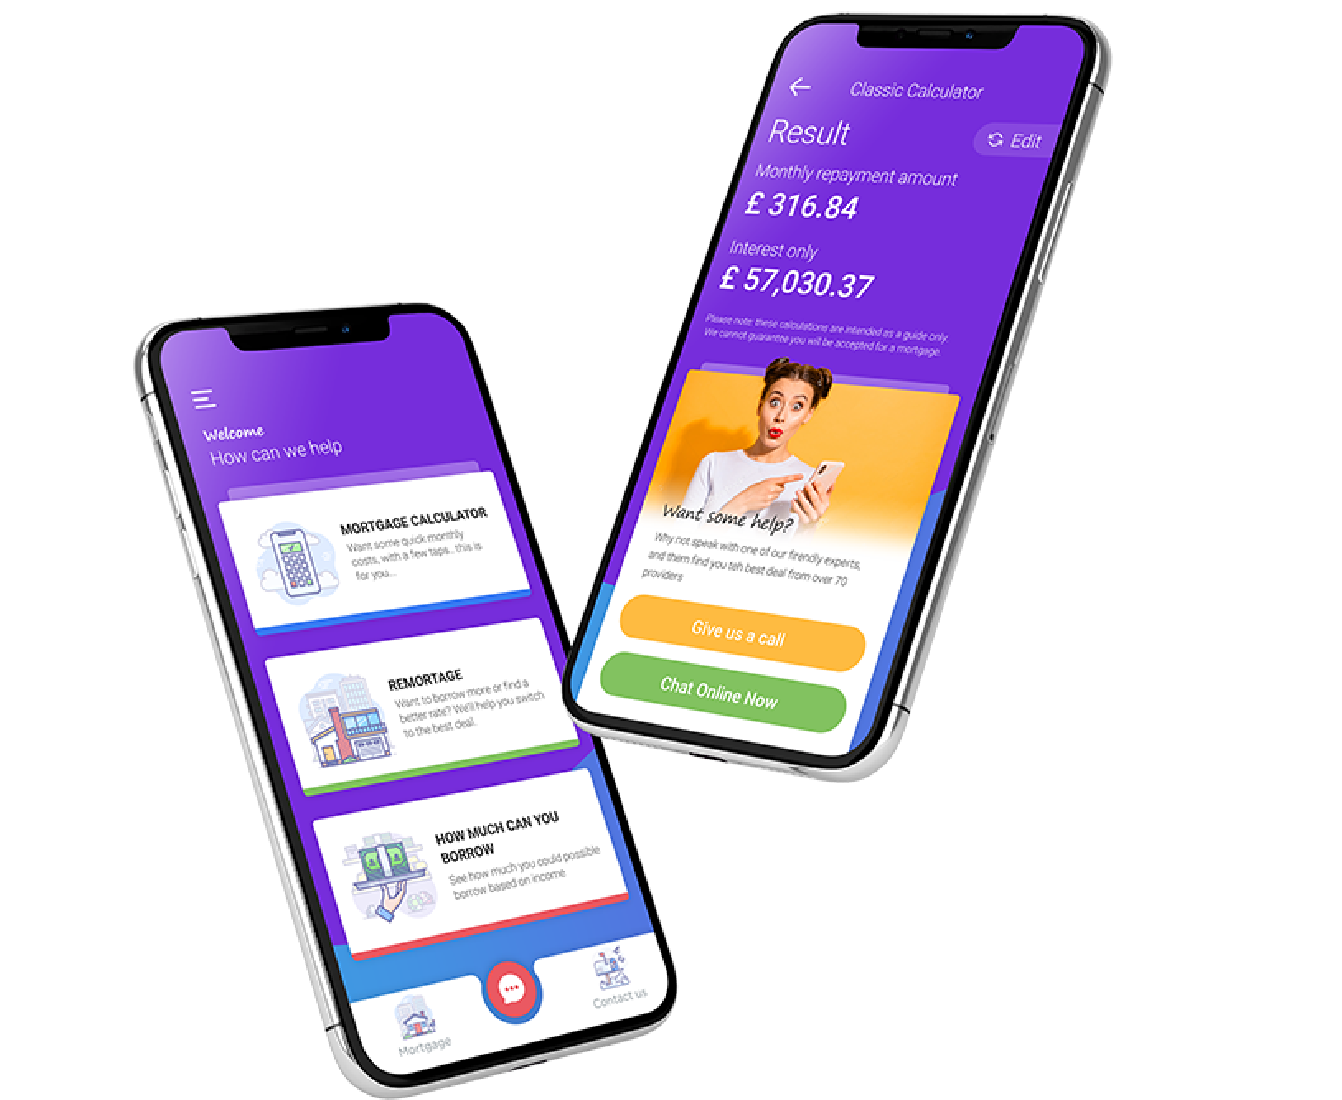 Welcome
How can we help
MORTGAGE CALCULATOR
Want some quick monthly
costs, with a few taps... this is
for you...
REMORTAGE
Want to borrow more or find a
better rate? We'll help you switch
to the best deal.
HOW MUCH CAN YOU
BORROW
See how much you could possible
borrow based on income
Mortgage
Contact us
Classic Calculator
Result
Edit
Monthly repayment amount
£ 316.84
Interest only
£ 57,030.37
Please note: these calculations are intended as a guide only.
We cannot guarantee you will be accepted for a mortgage.
Want some help?
Why not speak with one of our firendly experts,
and them find you teh best deal from over 70
providers
Give us a call
Chat Online Now